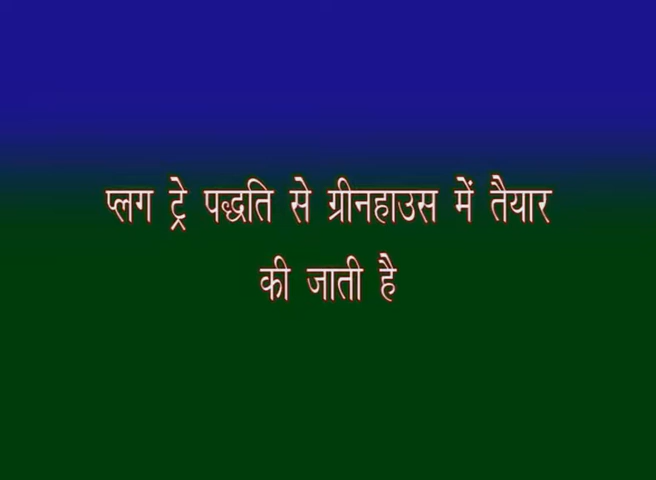 प्लग ट्रे पद्धति से ग्रीनहाउस में तैयार
की जाती है